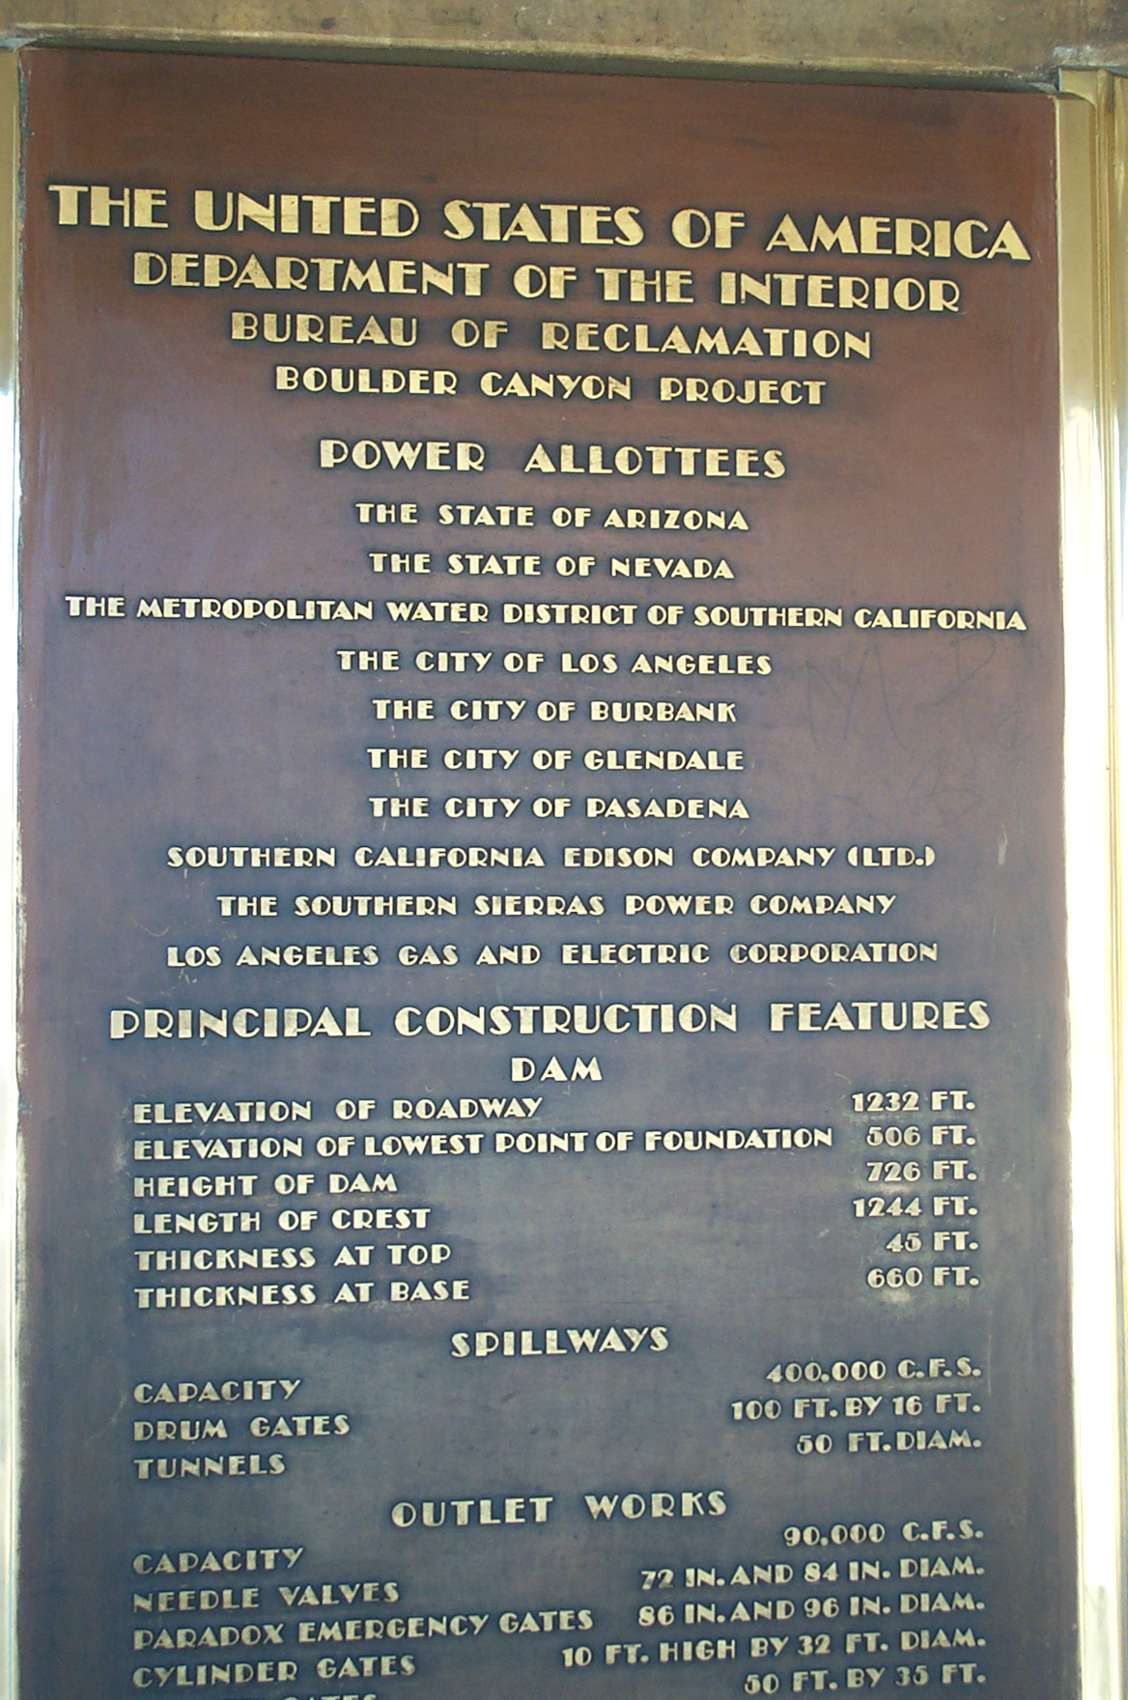 THE UNITED STATES OF AMERICA
DEPARTMENT OF THE INTERIOR
BUREAU OF RECLAMATION
BOULDER CANYON PROJECT
POWER ALLOTTEES
THE STATE OF ARIZONA
THE STATE OF NEVADA
THE METROPOLITAN WATER DISTRICT OF SOUTHERN CALIFORNIA
THE CITY OF LOS ANGELES
THE CITY OF BURBANK
THE CITY OF GLENDALE
THE CITY OF PASADENA
SOUTHERN CALIFORNIA EDISON COMPANY (LTD.)
THE SOUTHERN SIERRAS POWER COMPANY
LOS ANGELES GAS AND ELECTRIC CORPORATION
PRINCIPAL CONSTRUCTION FEATURES
DAM
ELEVATION OF ROADWAY 1232 FT.
ELEVATION OF LOWEST POINT OF FOUNDATION 506 FT.
HEIGHT OF DAM 726 FT.
LENGTH OF CREST 1244 FT.
THICKNESS AT TOP 45 FT.
THICKNESS AT BASE 660 FT.
SPILLWAYS
CAPACITY 400,000 C.F.S.
DRUM GATES 100 FT. BY 16 FT.
TUNNELS 50 FT. DIAM.
OUTLET WORKS
CAPACITY 90,000 C.F.S.
NEEDLE VALVES 72 IN. AND 84 IN. DIAM.
PARADOX EMERGENCY GATES 86 IN. AND 96 IN. DIAM.
CYLINDER GATES 10 FT. HIGH BY 32 FT. DIAM.
GATES 50 FT. BY 35 FT.